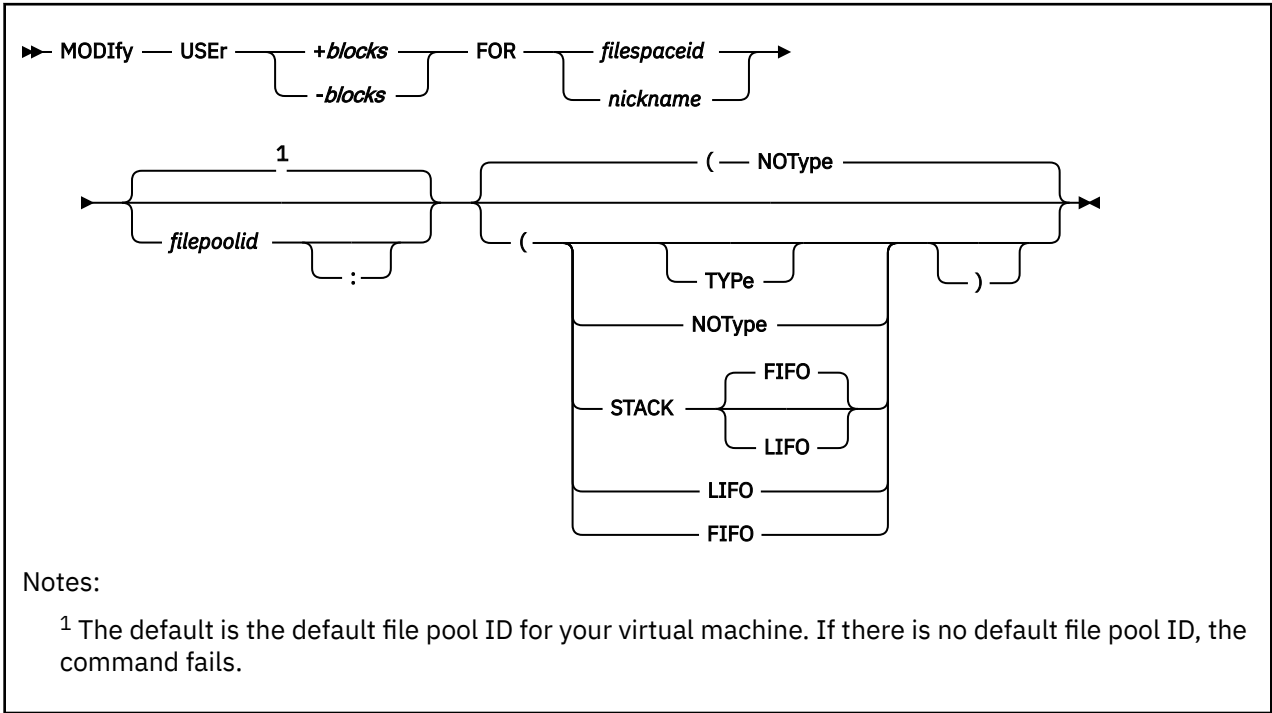 MODIfy USEr +blocks FOR filespaceid
-blocks nickname
1
filepoolid :
( NOType
( TYPe )
NOType
STACK FIFO
LIFO
LIFO
FIFO
Notes:
1 The default is the default file pool ID for your virtual machine. If there is no default file pool ID, the
command fails.